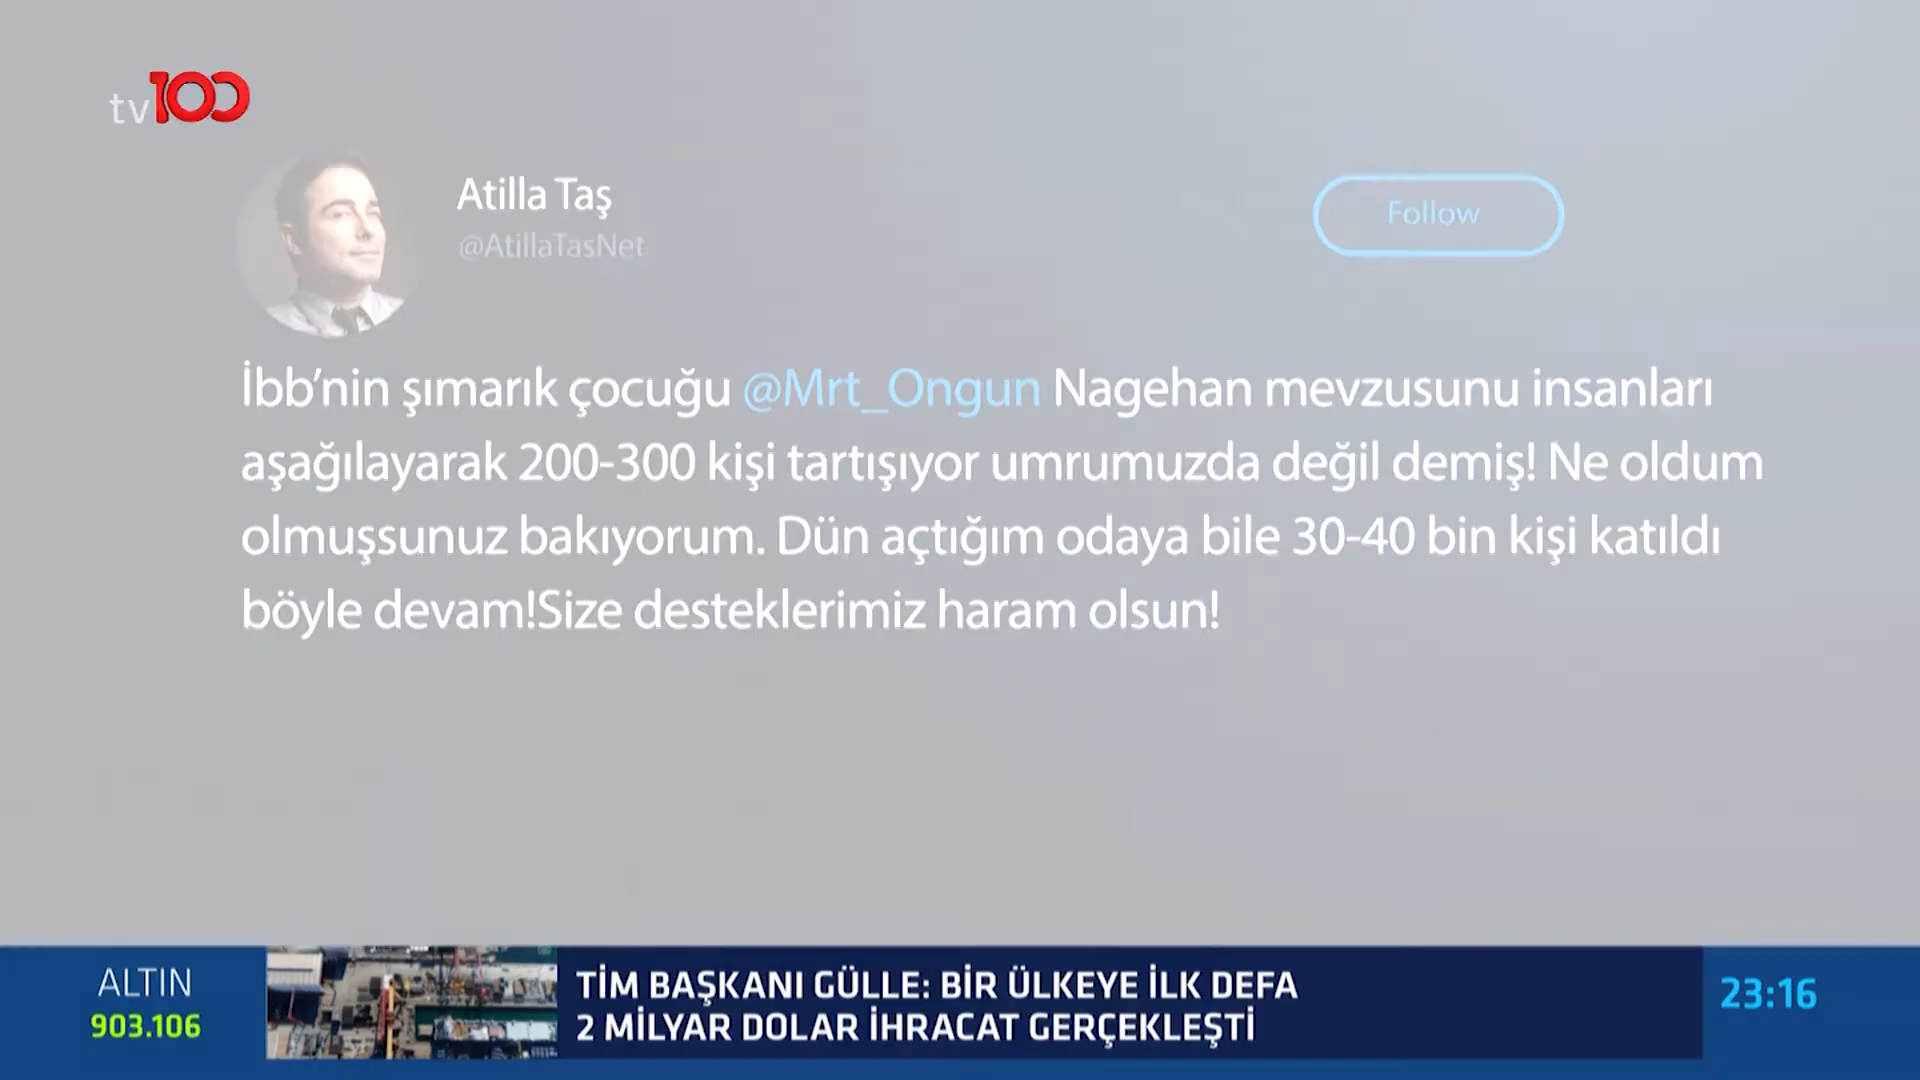 tv100
Atilla Taş
@AtillaTasNet
Follow
İbb’nin şımarık çocuğu @Mrt_Ongun Nagehan mevzusunu insanları
aşağılayarak 200-300 kişi tartışıyor umrumuzda değil demiş! Ne oldum
olmuşsunuz bakıyorum. Dün açtığım odaya bile 30-40 bin kişi katıldı
böyle devam!Size desteklerimiz haram olsun!
ALTIN
903.106
TİM BAŞKANI GÜLLE: BİR ÜLKEYE İLK DEFA
2 MİLYAR DOLAR İHRACAT GERÇEKLEŞTİ
23:16